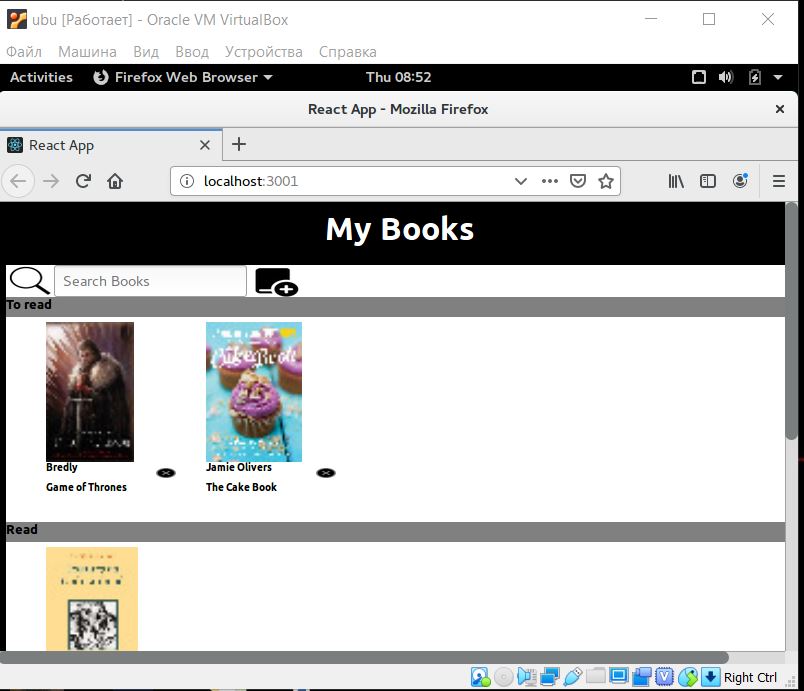 ubu [Работает] - Oracle VM VirtualBox
Файл Машина Вид Ввод Устройства Справка
Activities Firefox Web Browser Thu 08:52
React App - Mozilla Firefox
React App
localhost:3001
My Books
Search Books
To read
Cake Book
Bredly Jamie Olivers
Game of Thrones The Cake Book
Read
Right Ctrl